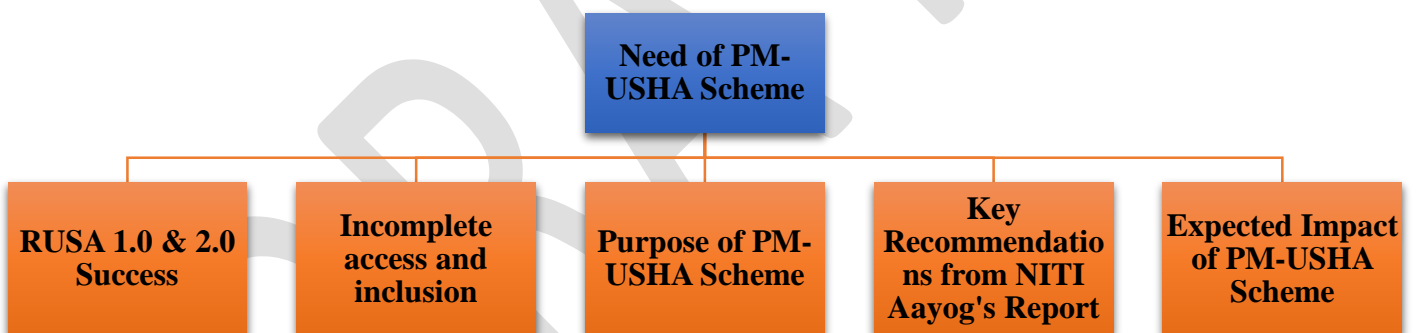 Need of PM-
USHA Scheme
RUSA 1.0 & 2.0
Success
Incomplete
access and
inclusion
Purpose of PM-
USHA Scheme
Key
Recommendatio
ns from NITI
Aayog's Report
Expected Impact
of PM-USHA
Scheme